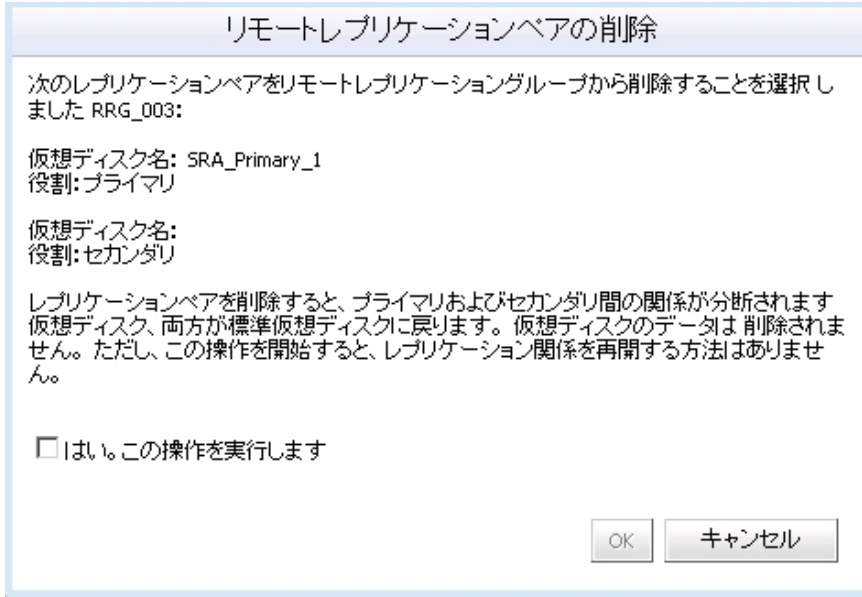 リモートレプリケーションペアの削除
次のレプリケーションペアをリモートレプリケーショングループから削除することを選択 し
ました RRG_003:
仮想ディスク名: SRA_Primary_1
役割:プライマリ
仮想ディスク名:
役割:セカンダリ
レプリケーションペアを削除すると、プライマリおよびセカンダリ間の関係が分断されます
仮想ディスク、両方が標準仮想ディスクに戻ります。仮想ディスクのデータは 削除されま
せん。ただし、この操作を開始すると、レプリケーション関係を再開する方法はありませ
ん。
はい。この操作を実行します
OK キャンセル